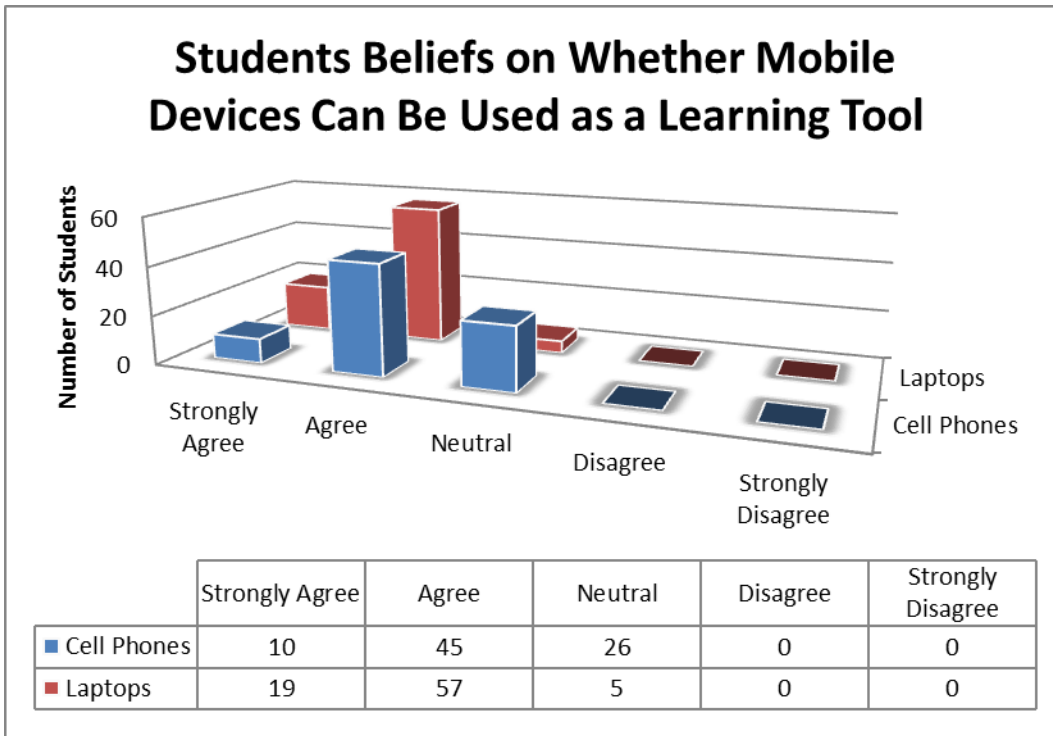 Students Beliefs on Whether Mobile
Devices Can Be Used as a Learning Tool
Number of Students
60
40
20
0
Strongly
Agree
Agree
Neutral
Disagree
Strongly
Disagree
Laptops
Cell Phones
Strongly Agree Agree Neutral Disagree Strongly
Disagree
Cell Phones 10 45 26 0 0
Laptops 19 57 5 0 0